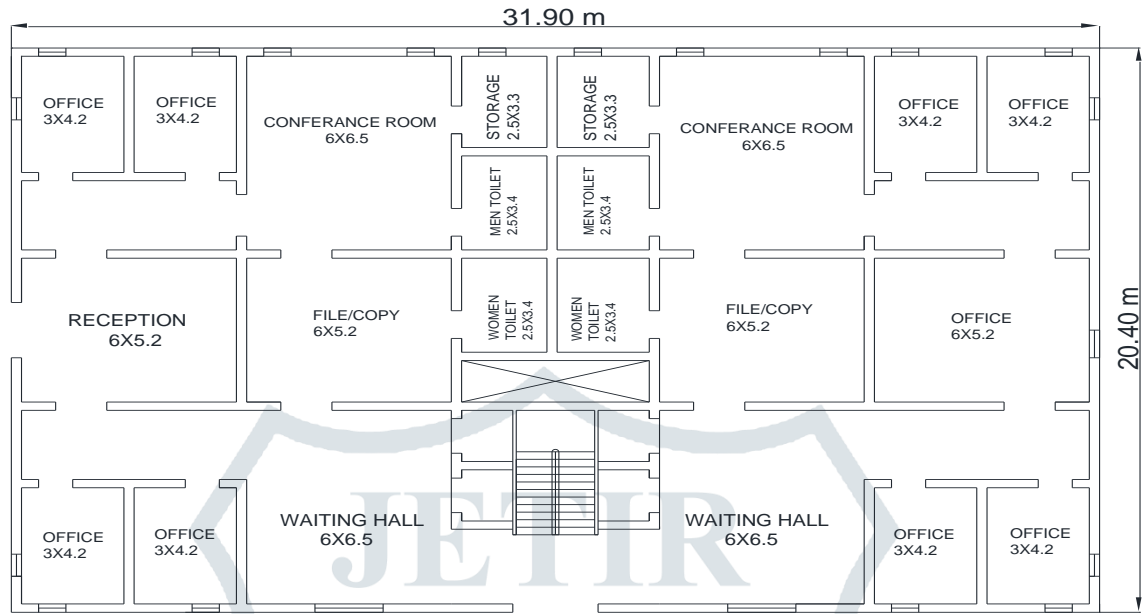 31.90 m
OFFICE
3X4.2
OFFICE
3X4.2
CONFERANCE ROOM
6X6.5
STORAGE
2.5X3.3
STORAGE
2.5X3.3
CONFERANCE ROOM
6X6.5
OFFICE
3X4.2
OFFICE
3X4.2
MEN TOILET
2.5X3.4
MEN TOILET
2.5X3.4
RECEPTION
6X5.2
FILE/COPY
6X5.2
WOMEN
TOILET
2.5X3.4
WOMEN
TOILET
2.5X3.4
FILE/COPY
6X5.2
OFFICE
6X5.2
20.40 m
OFFICE
3X4.2
OFFICE
3X4.2
WAITING HALL
6X6.5
WAITING HALL
6X6.5
OFFICE
3X4.2
OFFICE
3X4.2
JETIR